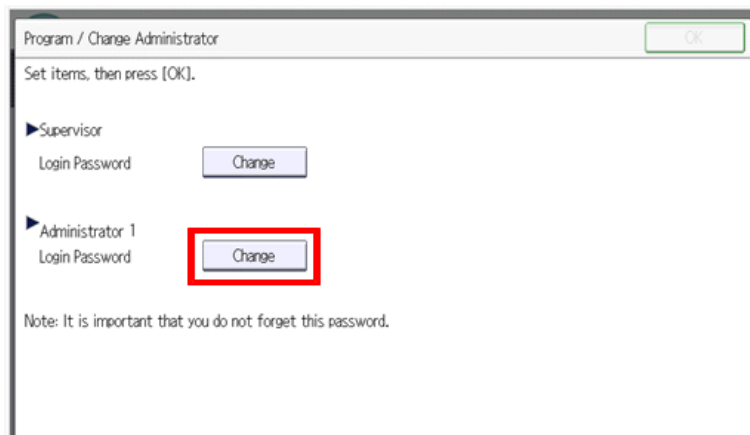 Program / Change Administrator
OK
Set items, then press [OK].
Supervisor
Login Password Change
Administrator 1
Login Password Change
Note: It is important that you do not forget this password.